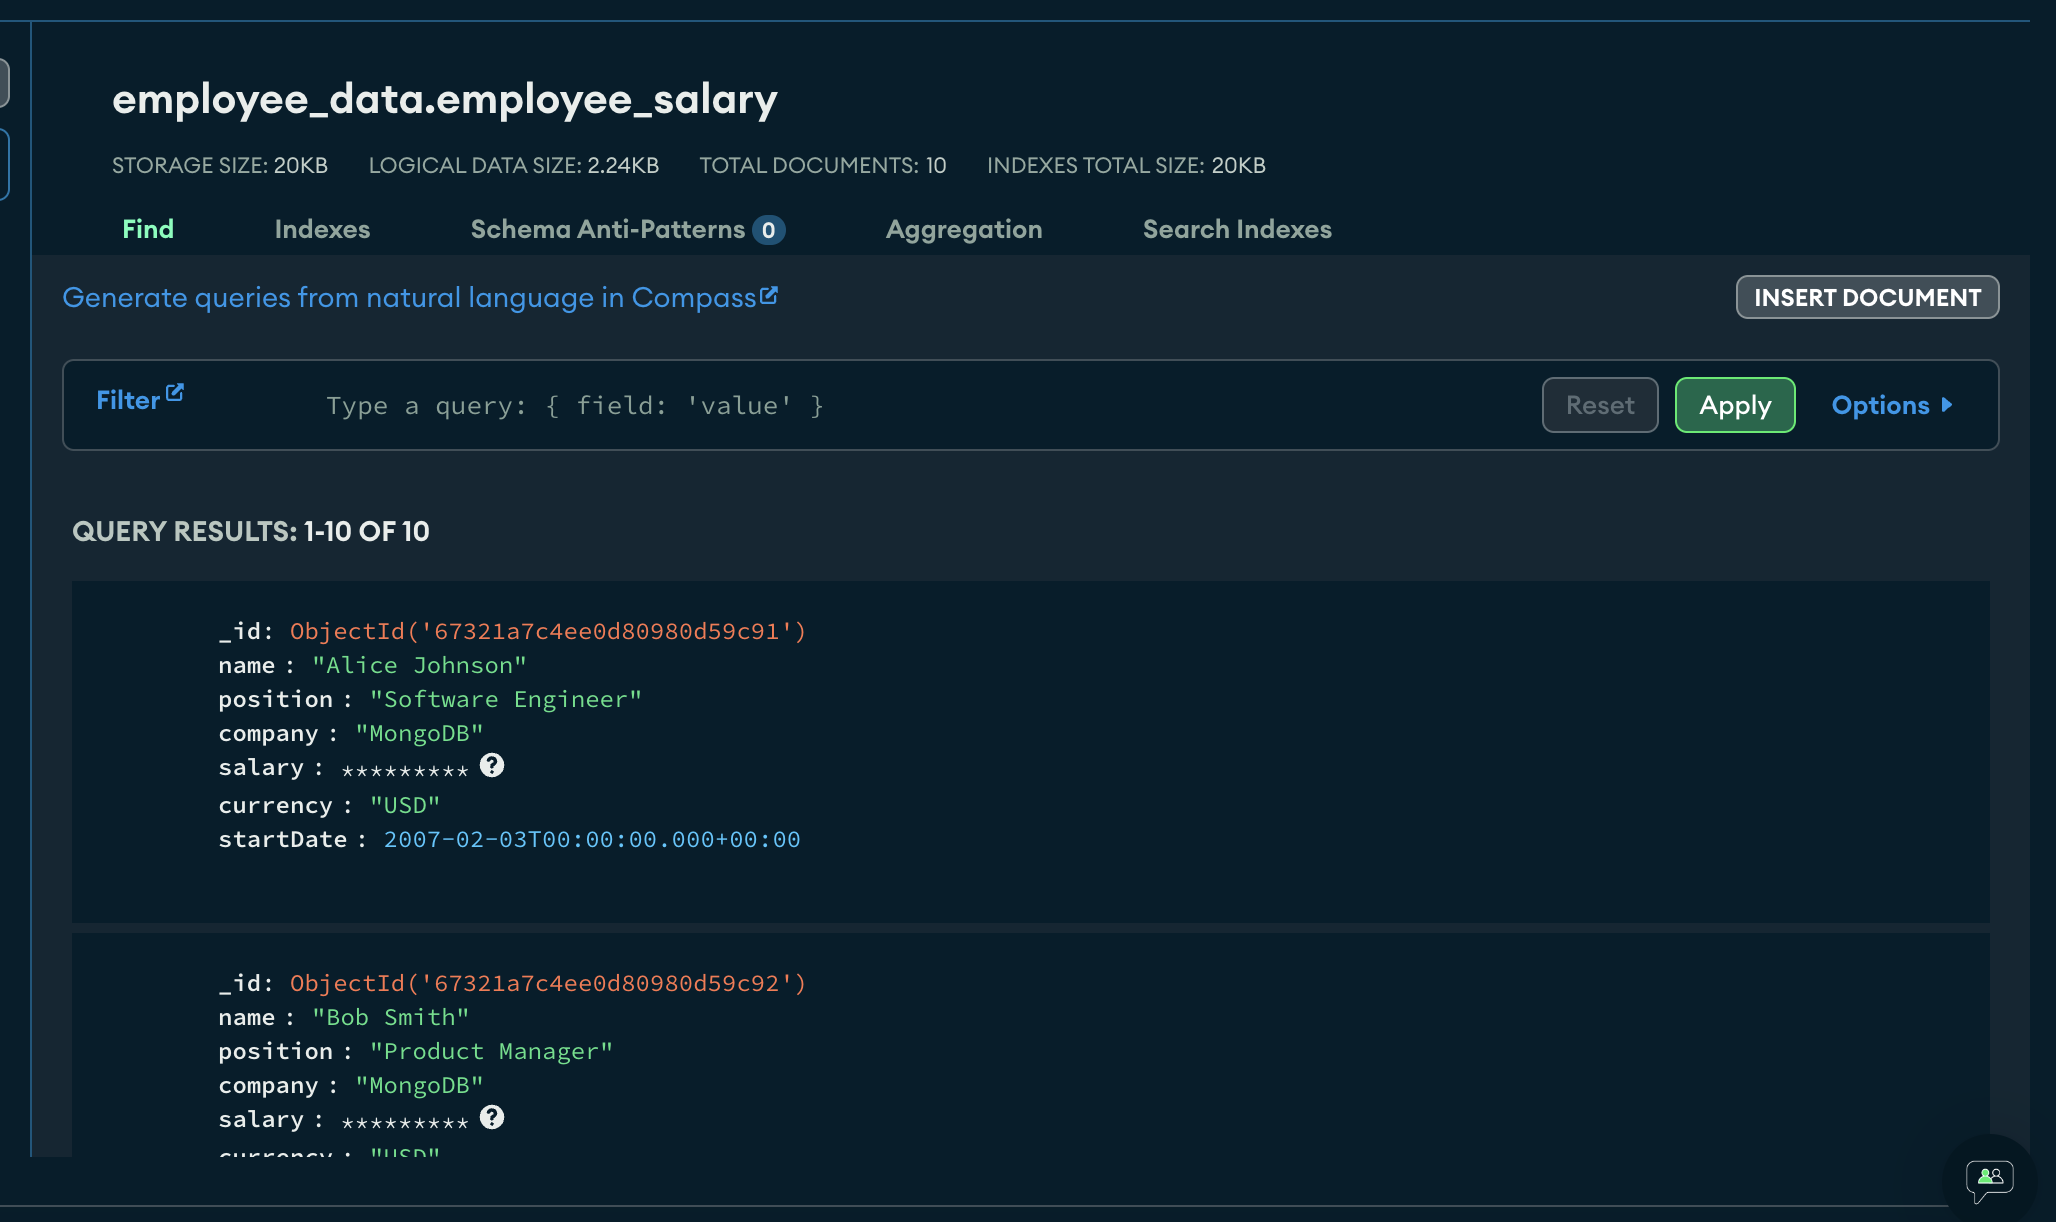 employee_data.employee_salary
STORAGE SIZE: 20KB LOGICAL DATA SIZE: 2.24KB TOTAL DOCUMENTS: 10 INDEXES TOTAL SIZE: 20KB
Find Indexes Schema Anti-Patterns 0 Aggregation Search Indexes
Generate queries from natural language in Compass
INSERT DOCUMENT
Filter Type a query: { field: 'value' } Reset Apply Options
QUERY RESULTS: 1-10 OF 10
_id: ObjectId('67321a7c4ee0d80980d59c91')
name : "Alice Johnson"
position : "Software Engineer"
company : "MongoDB"
salary : *********
currency : "USD"
startDate : 2007-02-03T00:00:00.000+00:00
_id: ObjectId('67321a7c4ee0d80980d59c92')
name : "Bob Smith"
position : "Product Manager"
company : "MongoDB"
salary : *********
currency : "USD"